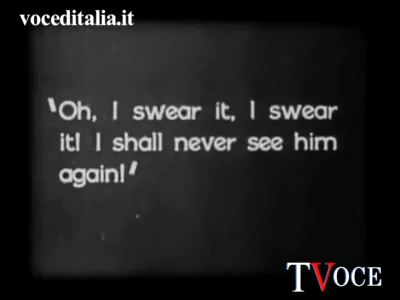 voceditalia.it
'Oh, I swear it, I swear
it! I shall never see him
again!'
TVOCE